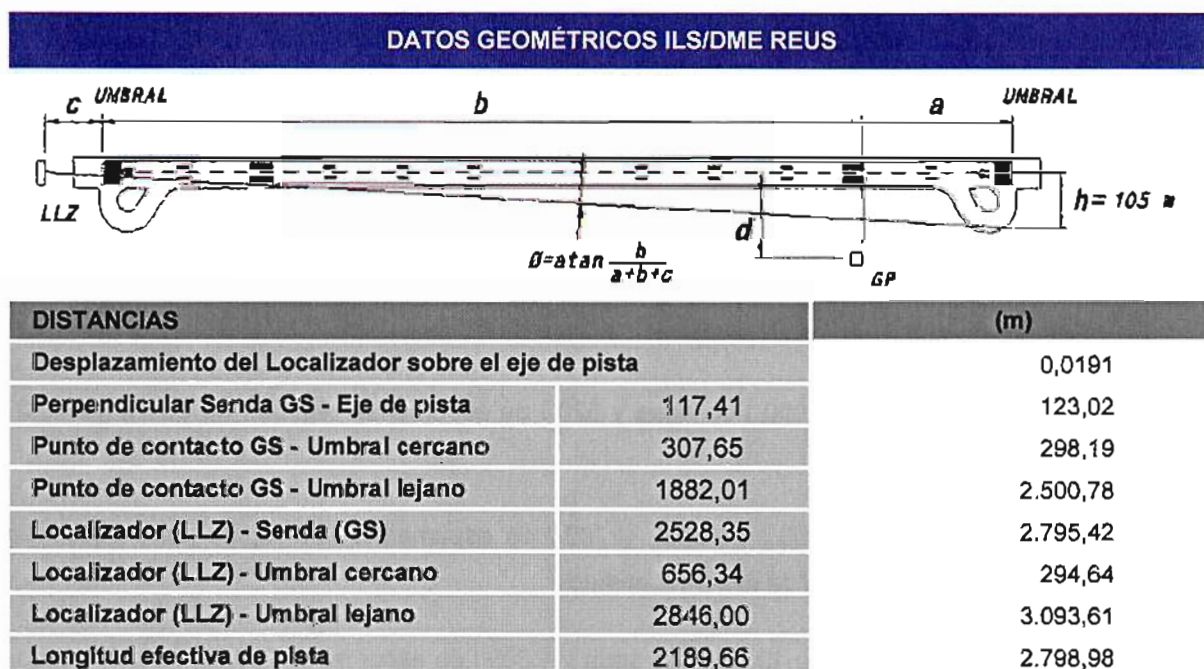 DATOS GEOMÉTRICOS ILS/DME REUS
c UMBRAL b a UMBRAL
LLZ d h= 105 m
Ø=atan b/a+b+c
GP
DISTANCIAS (m)
Desplazamiento del Localizador sobre el eje de pista 0,0191
Perpendicular Senda GS - Eje de pista 117,41 123,02
Punto de contacto GS - Umbral cercano 307,65 298,19
Punto de contacto GS - Umbral lejano 1882,01 2.500,78
Localizador (LLZ) - Senda (GS) 2528,35 2.795,42
Localizador (LLZ) - Umbral cercano 656,34 294,64
Localizador (LLZ) - Umbral lejano 2846,00 3.093,61
Longitud efectiva de pista 2189,66 2.798,98